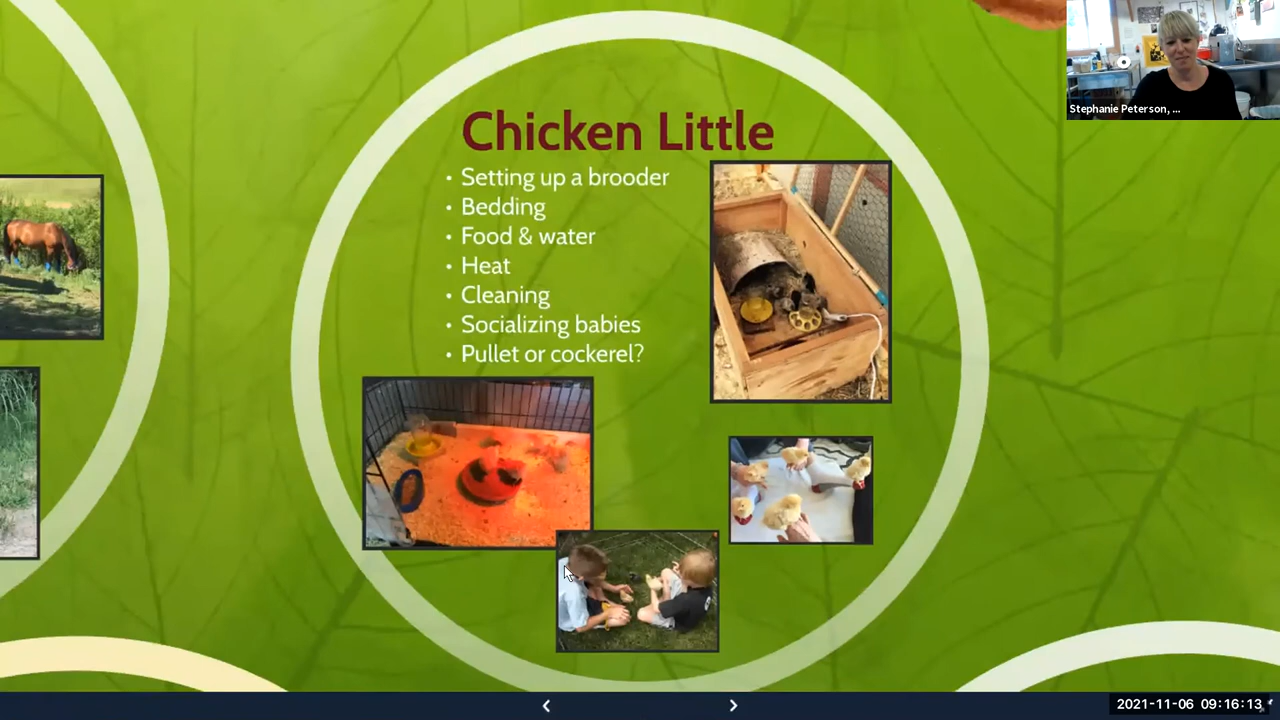 Chicken Little
• Setting up a brooder
• Bedding
• Food & water
• Heat
• Cleaning
• Socializing babies
• Pullet or cockerel?
Stephanie Peterson, ...
2021-11-06 09:16:13